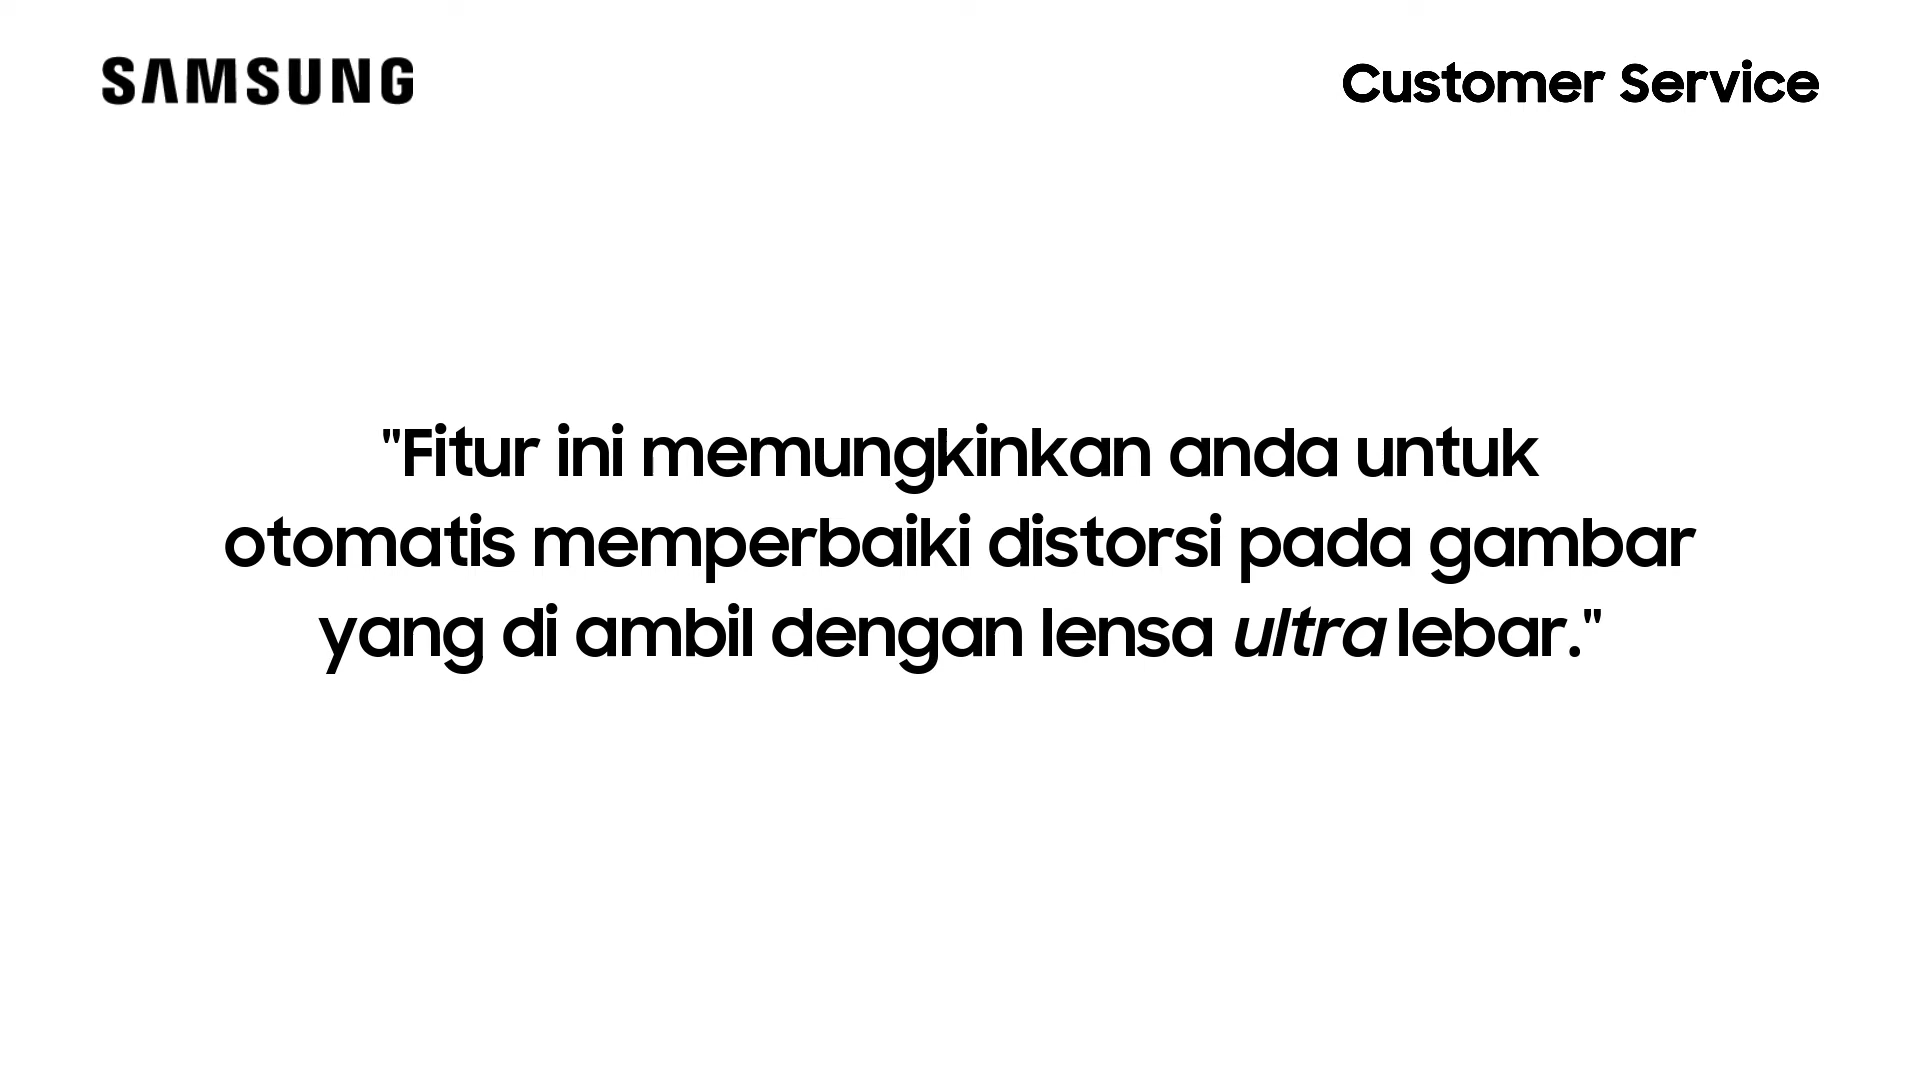 SAMSUNG
Customer Service
"Fitur ini memungkinkan anda untuk
otomatis memperbaiki distorsi pada gambar
yang di ambil dengan lensa ultra lebar."